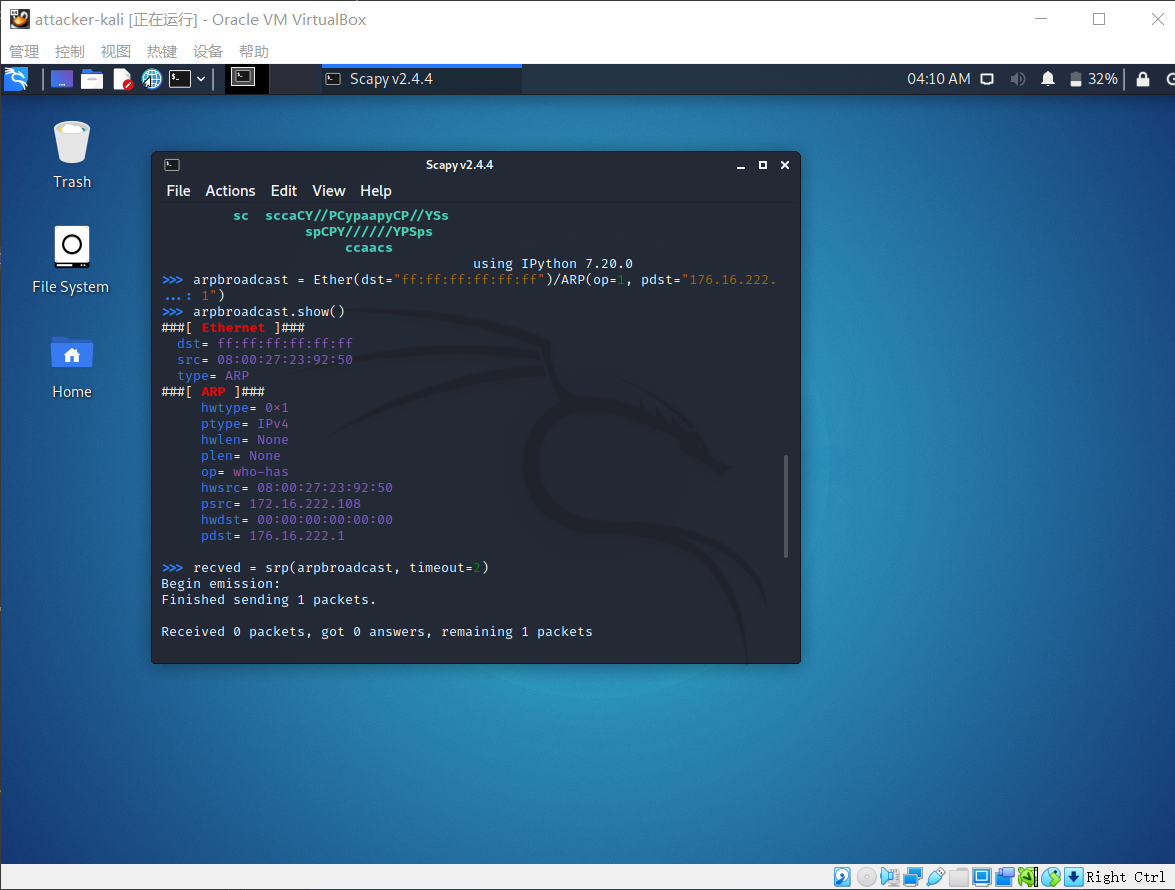 attacker-kali [正在运行] - Oracle VM VirtualBox
管理 控制 视图 热键 设备 帮助
Scapy v2.4.4
04:10 AM
32%
Trash
File System
Home
Scapy v2.4.4
File Actions Edit View Help
sc  sccaCY//PCypaapyCP//YSs
spCPY//////YPSps
ccaacs
using IPython 7.20.0
>>> arpbroadcast = Ether(dst="ff:ff:ff:ff:ff:ff")/ARP(op=1, pdst="176.16.222.
...: 1")
>>> arpbroadcast.show()
###[ Ethernet ]###
dst= ff:ff:ff:ff:ff:ff
src= 08:00:27:23:92:50
type= ARP
###[ ARP ]###
hwtype= 0×1
ptype= IPv4
hwlen= None
plen= None
op= who-has
hwsrc= 08:00:27:23:92:50
psrc= 172.16.222.108
hwdst= 00:00:00:00:00:00
pdst= 176.16.222.1
>>> recved = srp(arpbroadcast, timeout=2)
Begin emission:
Finished sending 1 packets.
Received 0 packets, got 0 answers, remaining 1 packets
Right Ctrl